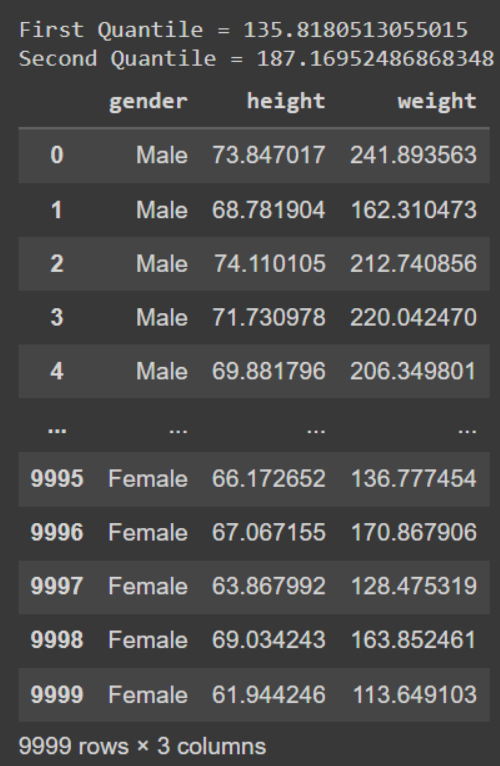 First Quantile = 135.8180513055015
Second Quantile = 187.16952486868348
gender height weight
0 Male 73.847017 241.893563
1 Male 68.781904 162.310473
2 Male 74.110105 212.740856
3 Male 71.730978 220.042470
4 Male 69.881796 206.349801
... ... ... ...
9995 Female 66.172652 136.777454
9996 Female 67.067155 170.867906
9997 Female 63.867992 128.475319
9998 Female 69.034243 163.852461
9999 Female 61.944246 113.649103
9999 rows × 3 columns